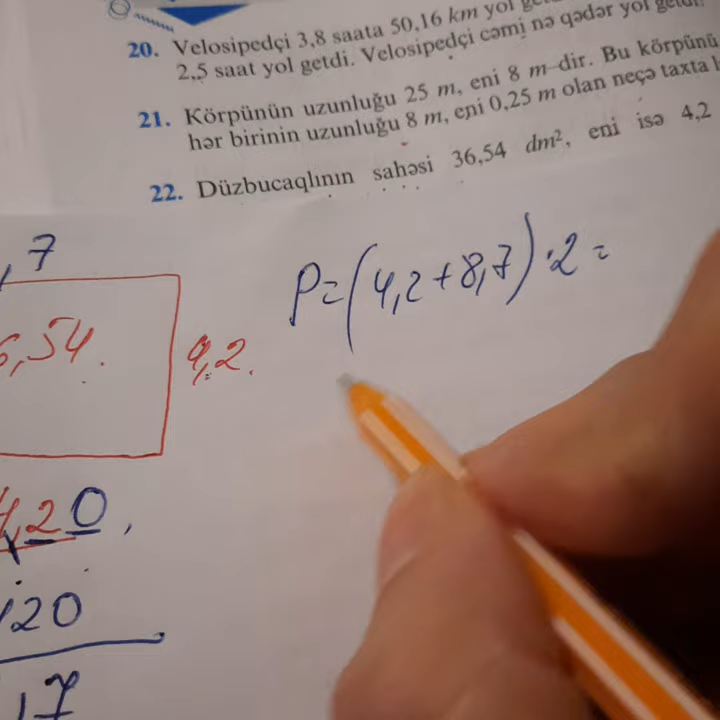 20. Velosipedçi 3,8 saata 50,16 km yol
2,5 saat yol getdi. Velosipedçi cəmi nə qədər yol
21. Körpünün uzunluğu 25 m, eni 8 m–dir. Bu körpünü
hər birinin uzunluğu 8 m, eni 0,25 m olan neçə taxta
22. Düzbucaqlının sahəsi 36,54 dm², eni isə 4,2
, 7
P=(4,2+8,7)·2=
6,54.
4,2.
4,20,
120
,7